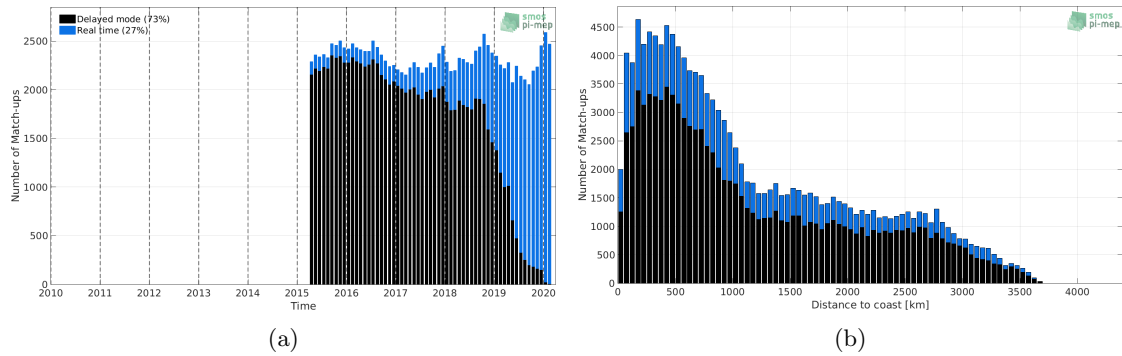 Delayed mode (73%)
Real time (27%)
smos
pi-mep
Number of Match-ups
2500
2000
1500
1000
500
0
2010 2011 2012 2013 2014 2015 2016 2017 2018 2019 2020
Time
(a)
smos
pi-mep
Number of Match-ups
4500
4000
3500
3000
2500
2000
1500
1000
500
0
0 500 1000 1500 2000 2500 3000 3500 4000
Distance to coast [km]
(b)